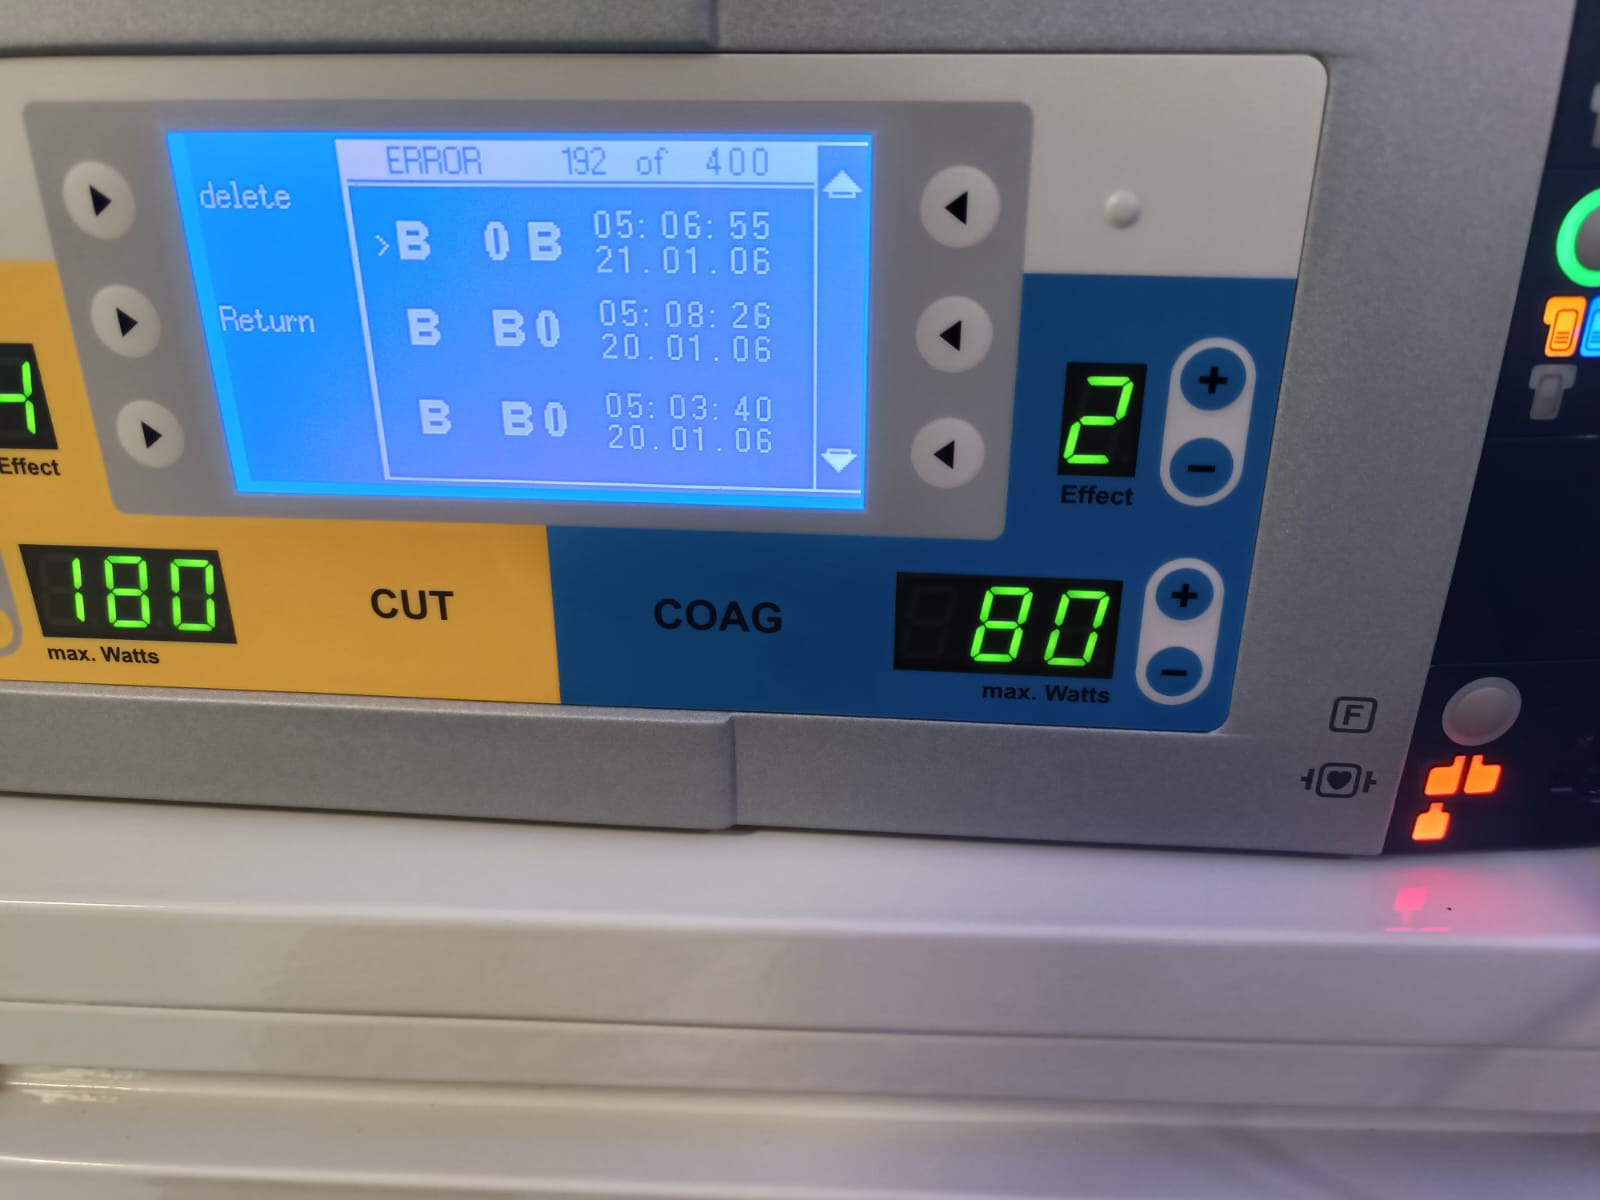 ERROR 192 of 400
delete
>B 0B 05:06:55
21.01.06
Return
B B0 05:08:26
20.01.06
B B0 05:03:40
20.01.06
4
Effect
2
Effect
+
-
180
max. Watts
CUT
COAG
80
max. Watts
+
-
F